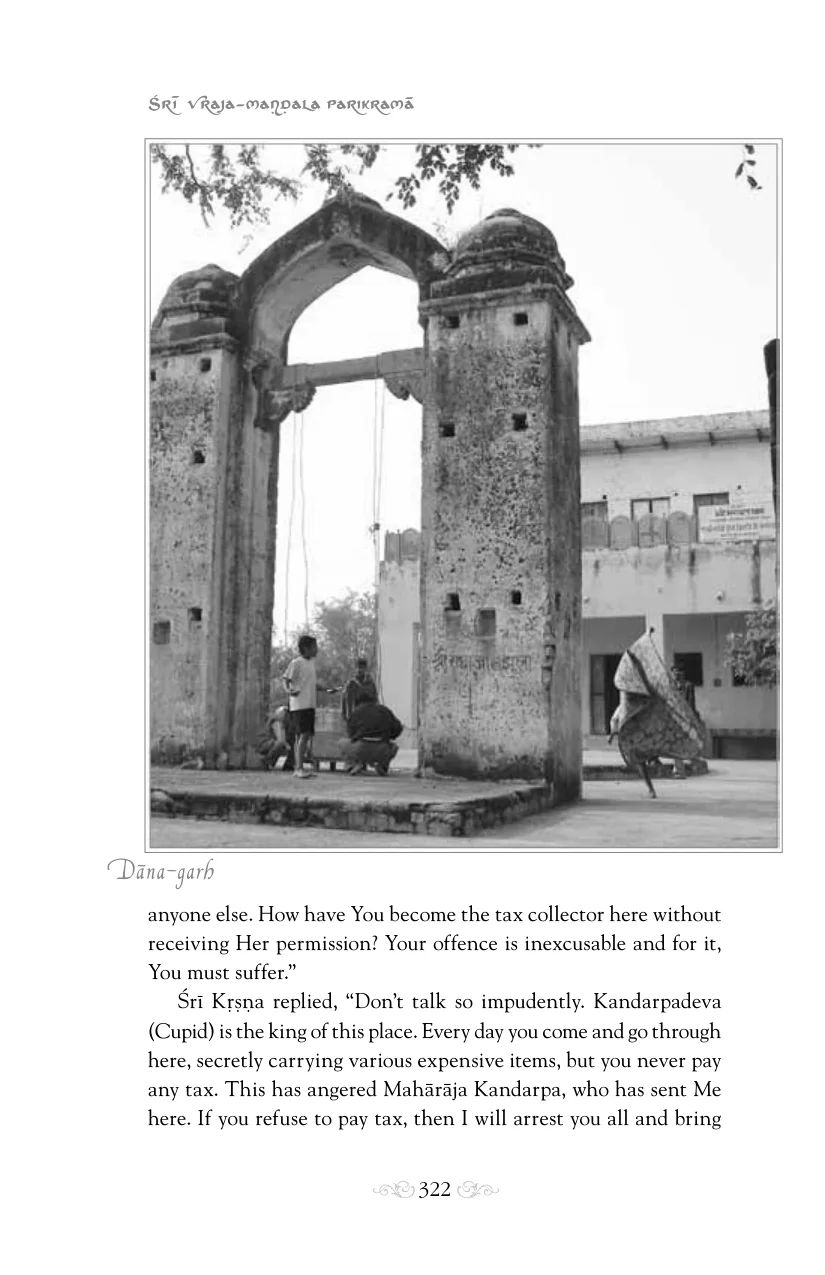 Śrī Vraja-maṇḍala Parikramā
Dāna-garh
anyone else. How have You become the tax collector here without
receiving Her permission? Your offence is inexcusable and for it,
You must suffer.”
Śrī Kṛṣṇa replied, “Don’t talk so impudently. Kandarpadeva
(Cupid) is the king of this place. Every day you come and go through
here, secretly carrying various expensive items, but you never pay
any tax. This has angered Mahārāja Kandarpa, who has sent Me
here. If you refuse to pay tax, then I will arrest you all and bring
322